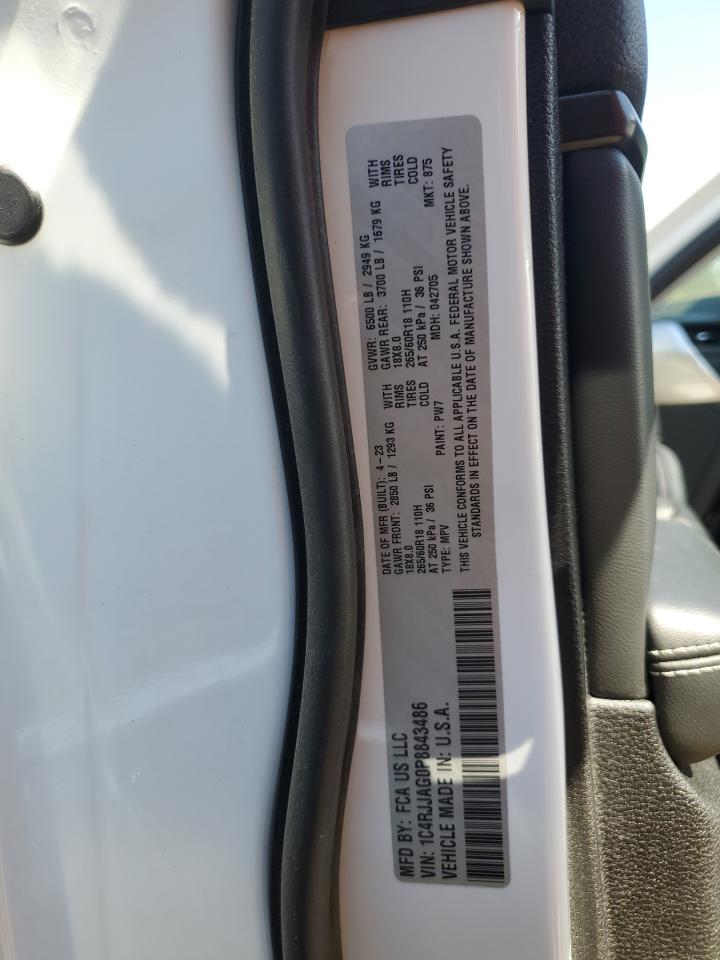 MFD BY: FCA US LLC
VIN: 1C4RJJAG0P8843486
VEHICLE MADE IN: U.S.A.
DATE OF MFR (BUILT): 4-23
GAWR FRONT: 2850 LB / 1293 KG WITH
18X8.0 RIMS
265/60R18 110H TIRES
AT 250 kPa / 36 PSI COLD
TYPE: MPV PAINT: PW7
GVWR: 6500 LB / 2949 KG
GAWR REAR: 3700 LB / 1679 KG WITH
18X8.0 RIMS
265/60R18 110H TIRES
AT 250 kPa / 36 PSI COLD
MDH: 042705 MKT: 875
THIS VEHICLE CONFORMS TO ALL APPLICABLE U.S.A. FEDERAL MOTOR VEHICLE SAFETY
STANDARDS IN EFFECT ON THE DATE OF MANUFACTURE SHOWN ABOVE.